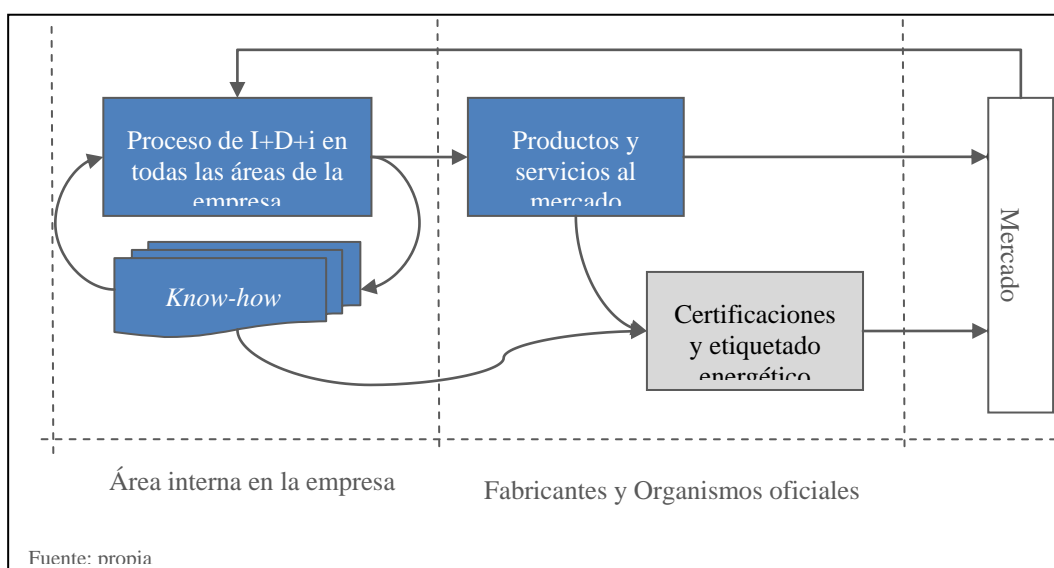 Proceso de I+D+i en
todas las áreas de la
empresa
Know-how
Productos y
servicios al
mercado
Certificaciones
y etiquetado
energético
Mercado
Área interna en la empresa
Fabricantes y Organismos oficiales
Fuente: propia